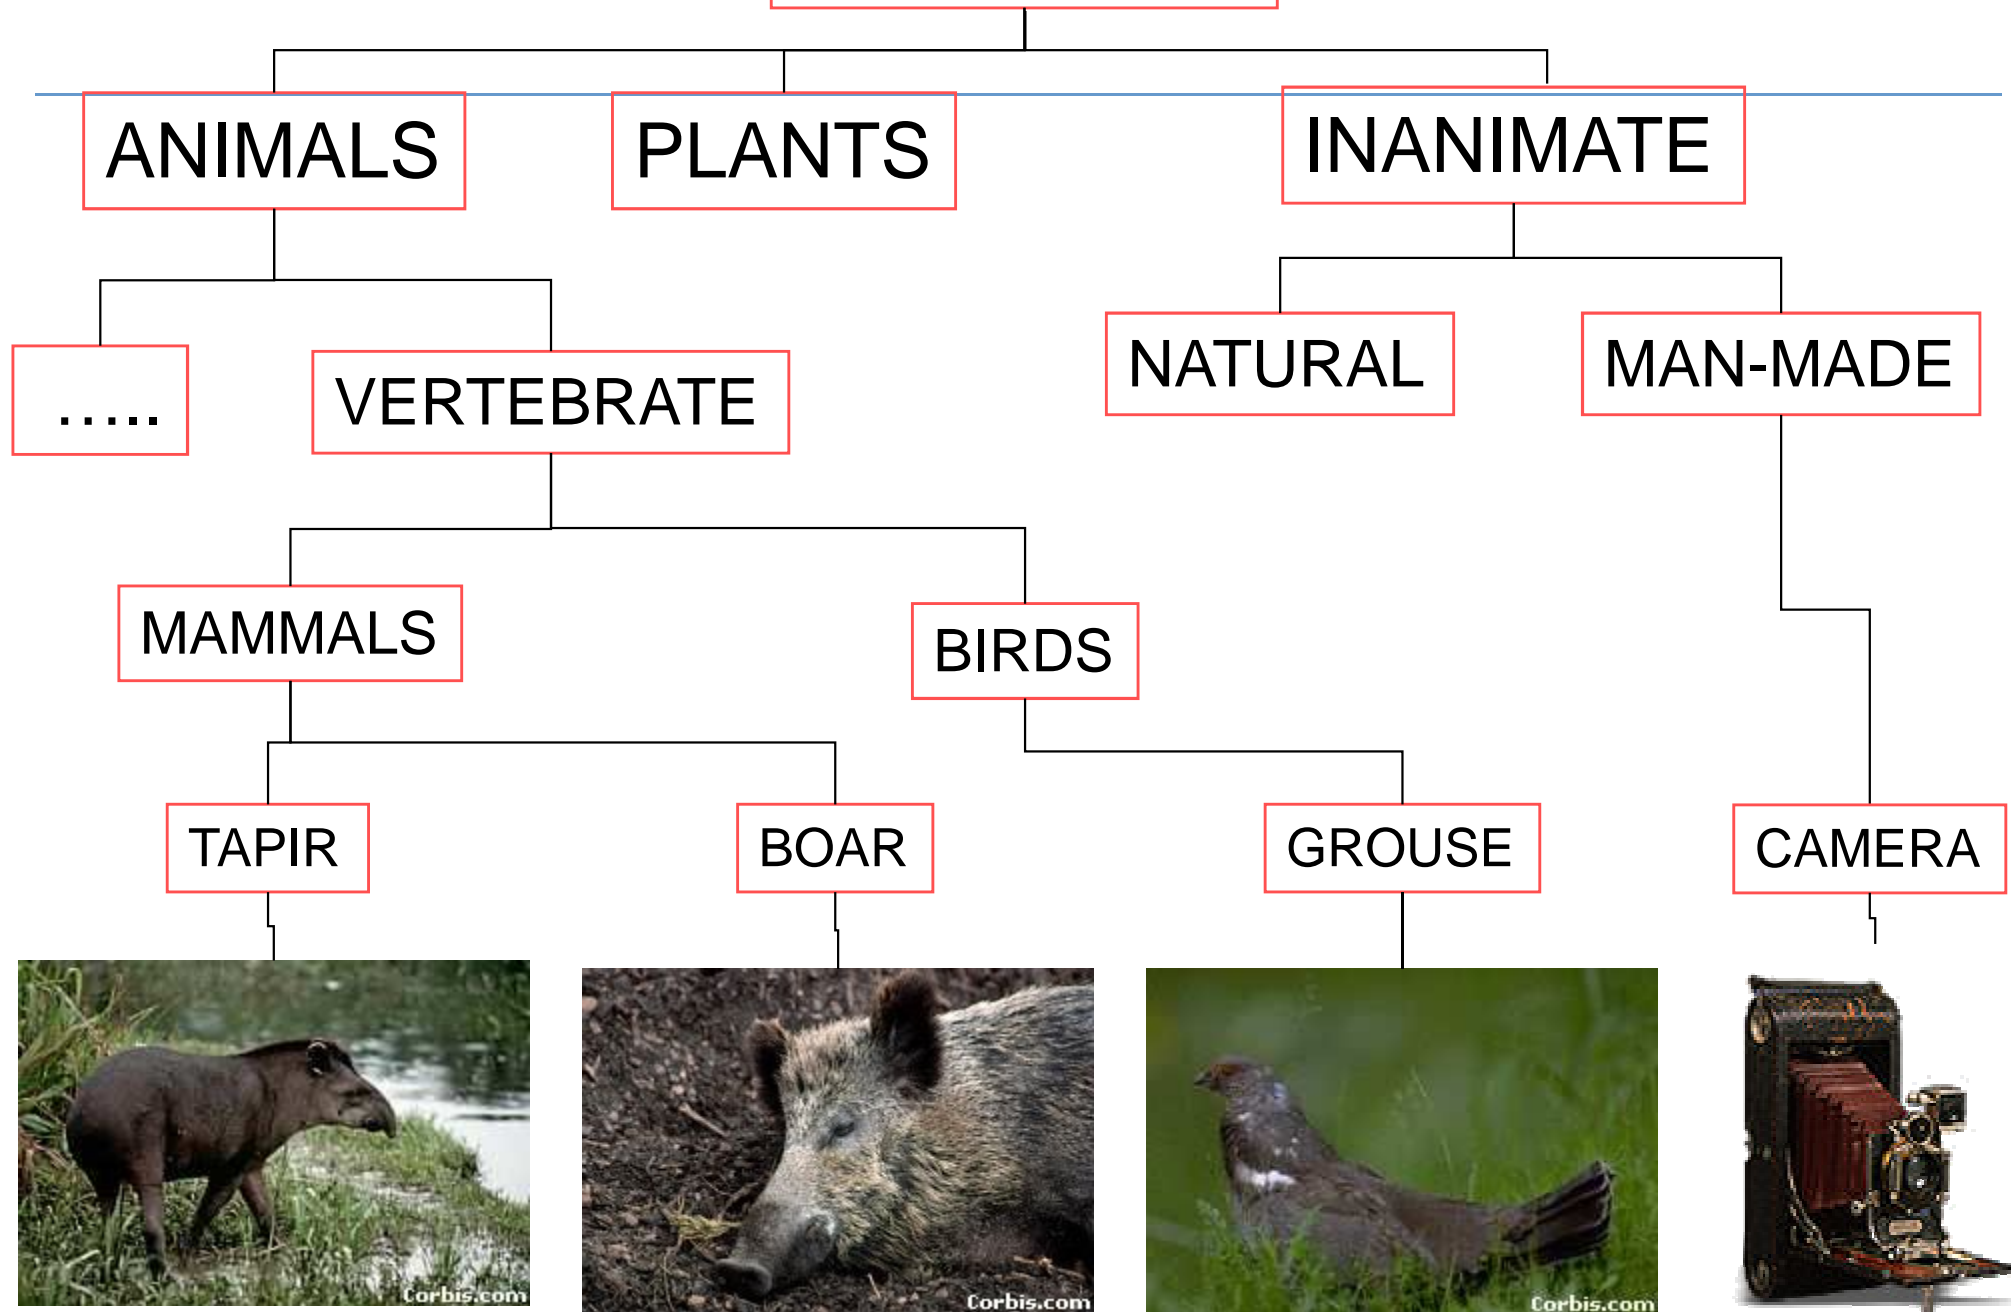 ANIMALS
PLANTS
INANIMATE
…..
VERTEBRATE
NATURAL
MAN-MADE
MAMMALS
BIRDS
TAPIR
BOAR
GROUSE
CAMERA
Corbis.com
Corbis.com
Corbis.com